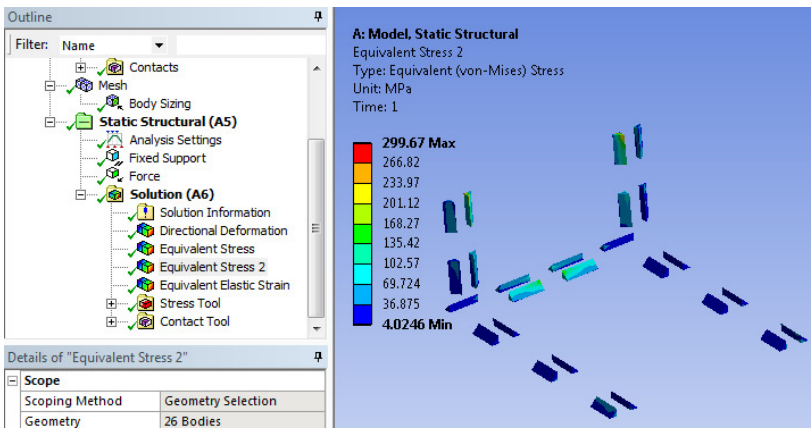 Outline
Filter: Name
Contacts
Mesh
Body Sizing
Static Structural (A5)
Analysis Settings
Fixed Support
Force
Solution (A6)
Solution Information
Directional Deformation
Equivalent Stress
Equivalent Stress 2
Equivalent Elastic Strain
Stress Tool
Contact Tool
Details of "Equivalent Stress 2"
Scope
Scoping Method Geometry Selection
Geometry 26 Bodies
A: Model, Static Structural
Equivalent Stress 2
Type: Equivalent (von-Mises) Stress
Unit: MPa
Time: 1
299.67 Max
266.82
233.97
201.12
168.27
135.42
102.57
69.724
36.875
4.0246 Min